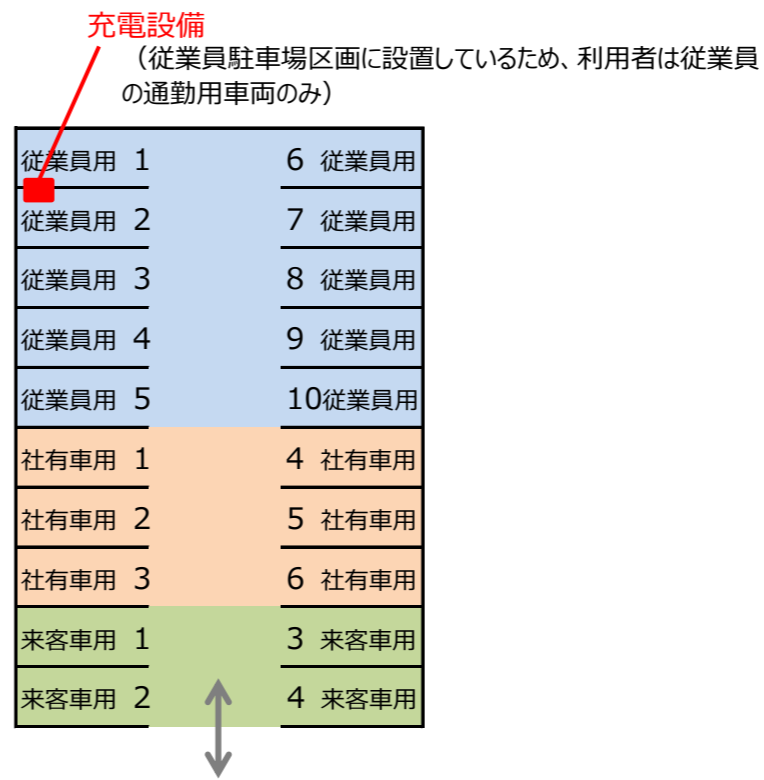 充電設備
（従業員駐車場区画に設置しているため、利用者は従業員
の通勤用車両のみ）
従業員用 1 6 従業員用
従業員用 2 7 従業員用
従業員用 3 8 従業員用
従業員用 4 9 従業員用
従業員用 5 10従業員用
社有車用 1 4 社有車用
社有車用 2 5 社有車用
社有車用 3 6 社有車用
来客車用 1 3 来客車用
来客車用 2 4 来客車用